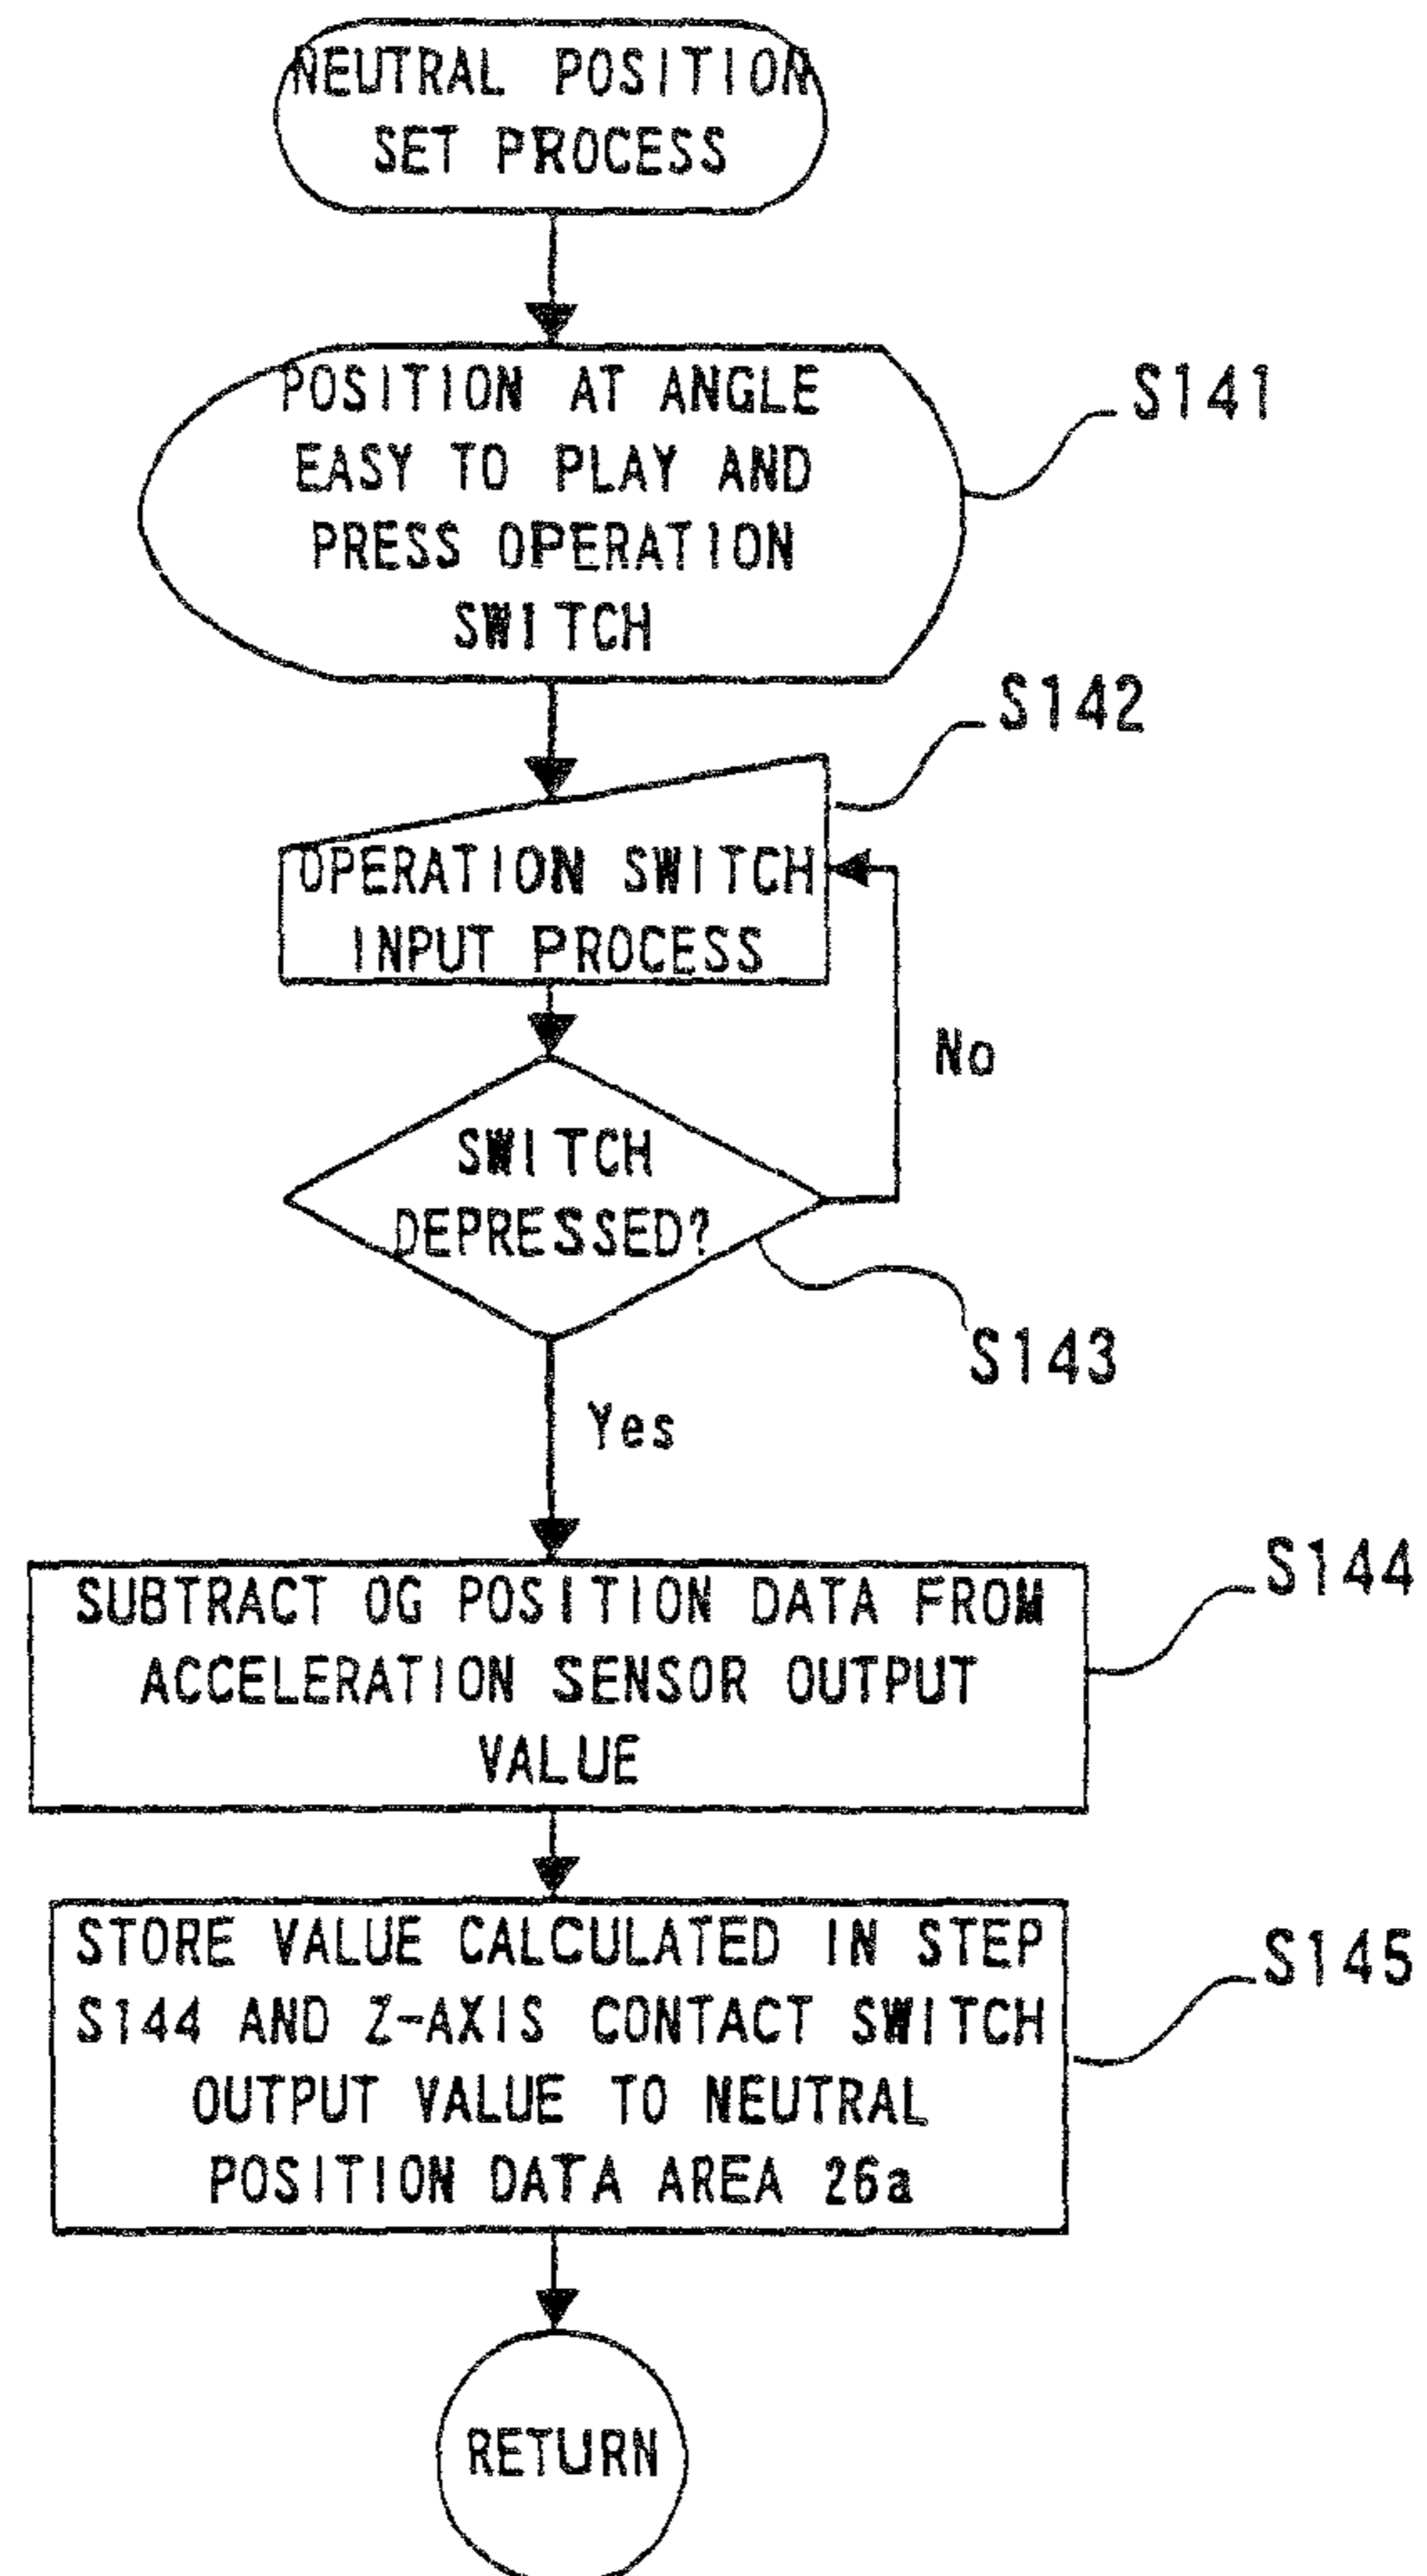 NEUTRAL POSITION
SET PROCESS
POSITION AT ANGLE
EASY TO PLAY AND
PRESS OPERATION
SWITCH
S141
S142
OPERATION SWITCH
INPUT PROCESS
No
SWITCH
DEPRESSED?
S143
Yes
SUBTRACT 0G POSITION DATA FROM
ACCELERATION SENSOR OUTPUT
VALUE
S144
STORE VALUE CALCULATED IN STEP
S144 AND Z-AXIS CONTACT SWITCH
OUTPUT VALUE TO NEUTRAL
POSITION DATA AREA 26a
S145
RETURN